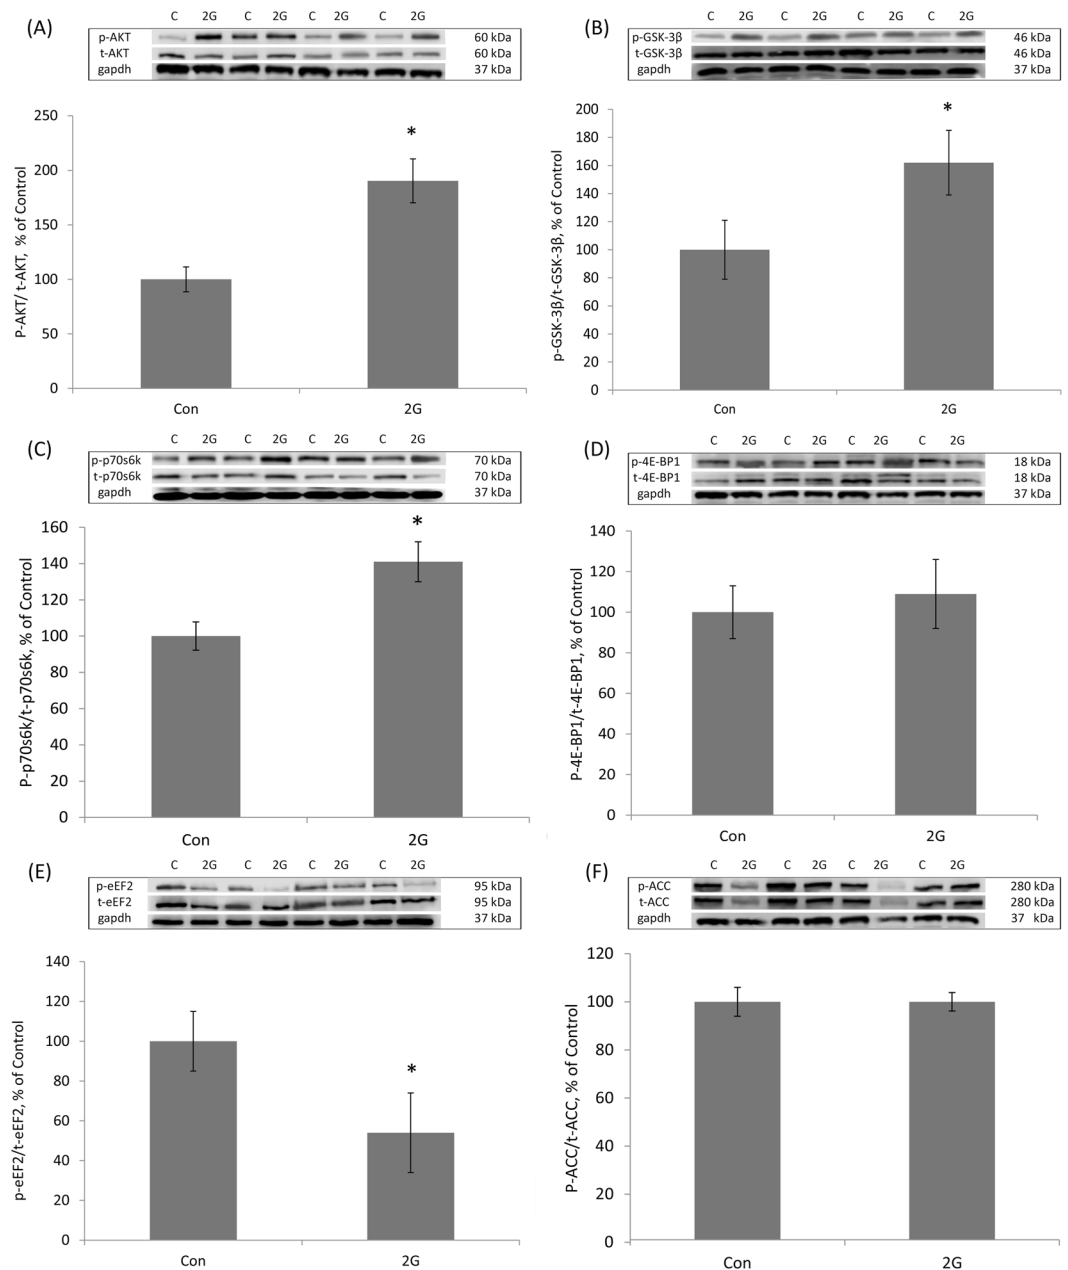 (A)
C 2G C 2G C 2G C 2G
p-AKT 60 kDa
t-AKT 60 kDa
gapdh 37 kDa
P-AKT/ t-AKT, % of Control
250
200
150
100
50
0
Con 2G
*
(B)
C 2G C 2G C 2G C 2G
p-GSK-3β 46 kDa
t-GSK-3β 46 kDa
gapdh 37 kDa
p-GSK-3β/t-GSK-3β, % of Control
200
180
160
140
120
100
80
60
40
20
0
Con 2G
*
(C)
C 2G C 2G C 2G C 2G
p-p70s6k 70 kDa
t-p70s6k 70 kDa
gapdh 37 kDa
P-p70s6k/t-p70s6k, % of Control
160
140
120
100
80
60
40
20
0
Con 2G
*
(D)
C 2G C 2G C 2G C 2G
p-4E-BP1 18 kDa
t-4E-BP1 18 kDa
gapdh 37 kDa
P-4E-BP1/t-4E-BP1, % of Control
140
120
100
80
60
40
20
0
Con 2G
(E)
C 2G C 2G C 2G C 2G
p-eEF2 95 kDa
t-eEF2 95 kDa
gapdh 37 kDa
p-eEF2/t-eEF2, % of Control
140
120
100
80
60
40
20
0
Con 2G
*
(F)
C 2G C 2G C 2G C 2G
p-ACC 280 kDa
t-ACC 280 kDa
gapdh 37 kDa
P-ACC/t-ACC, % of Control
120
100
80
60
40
20
0
Con 2G